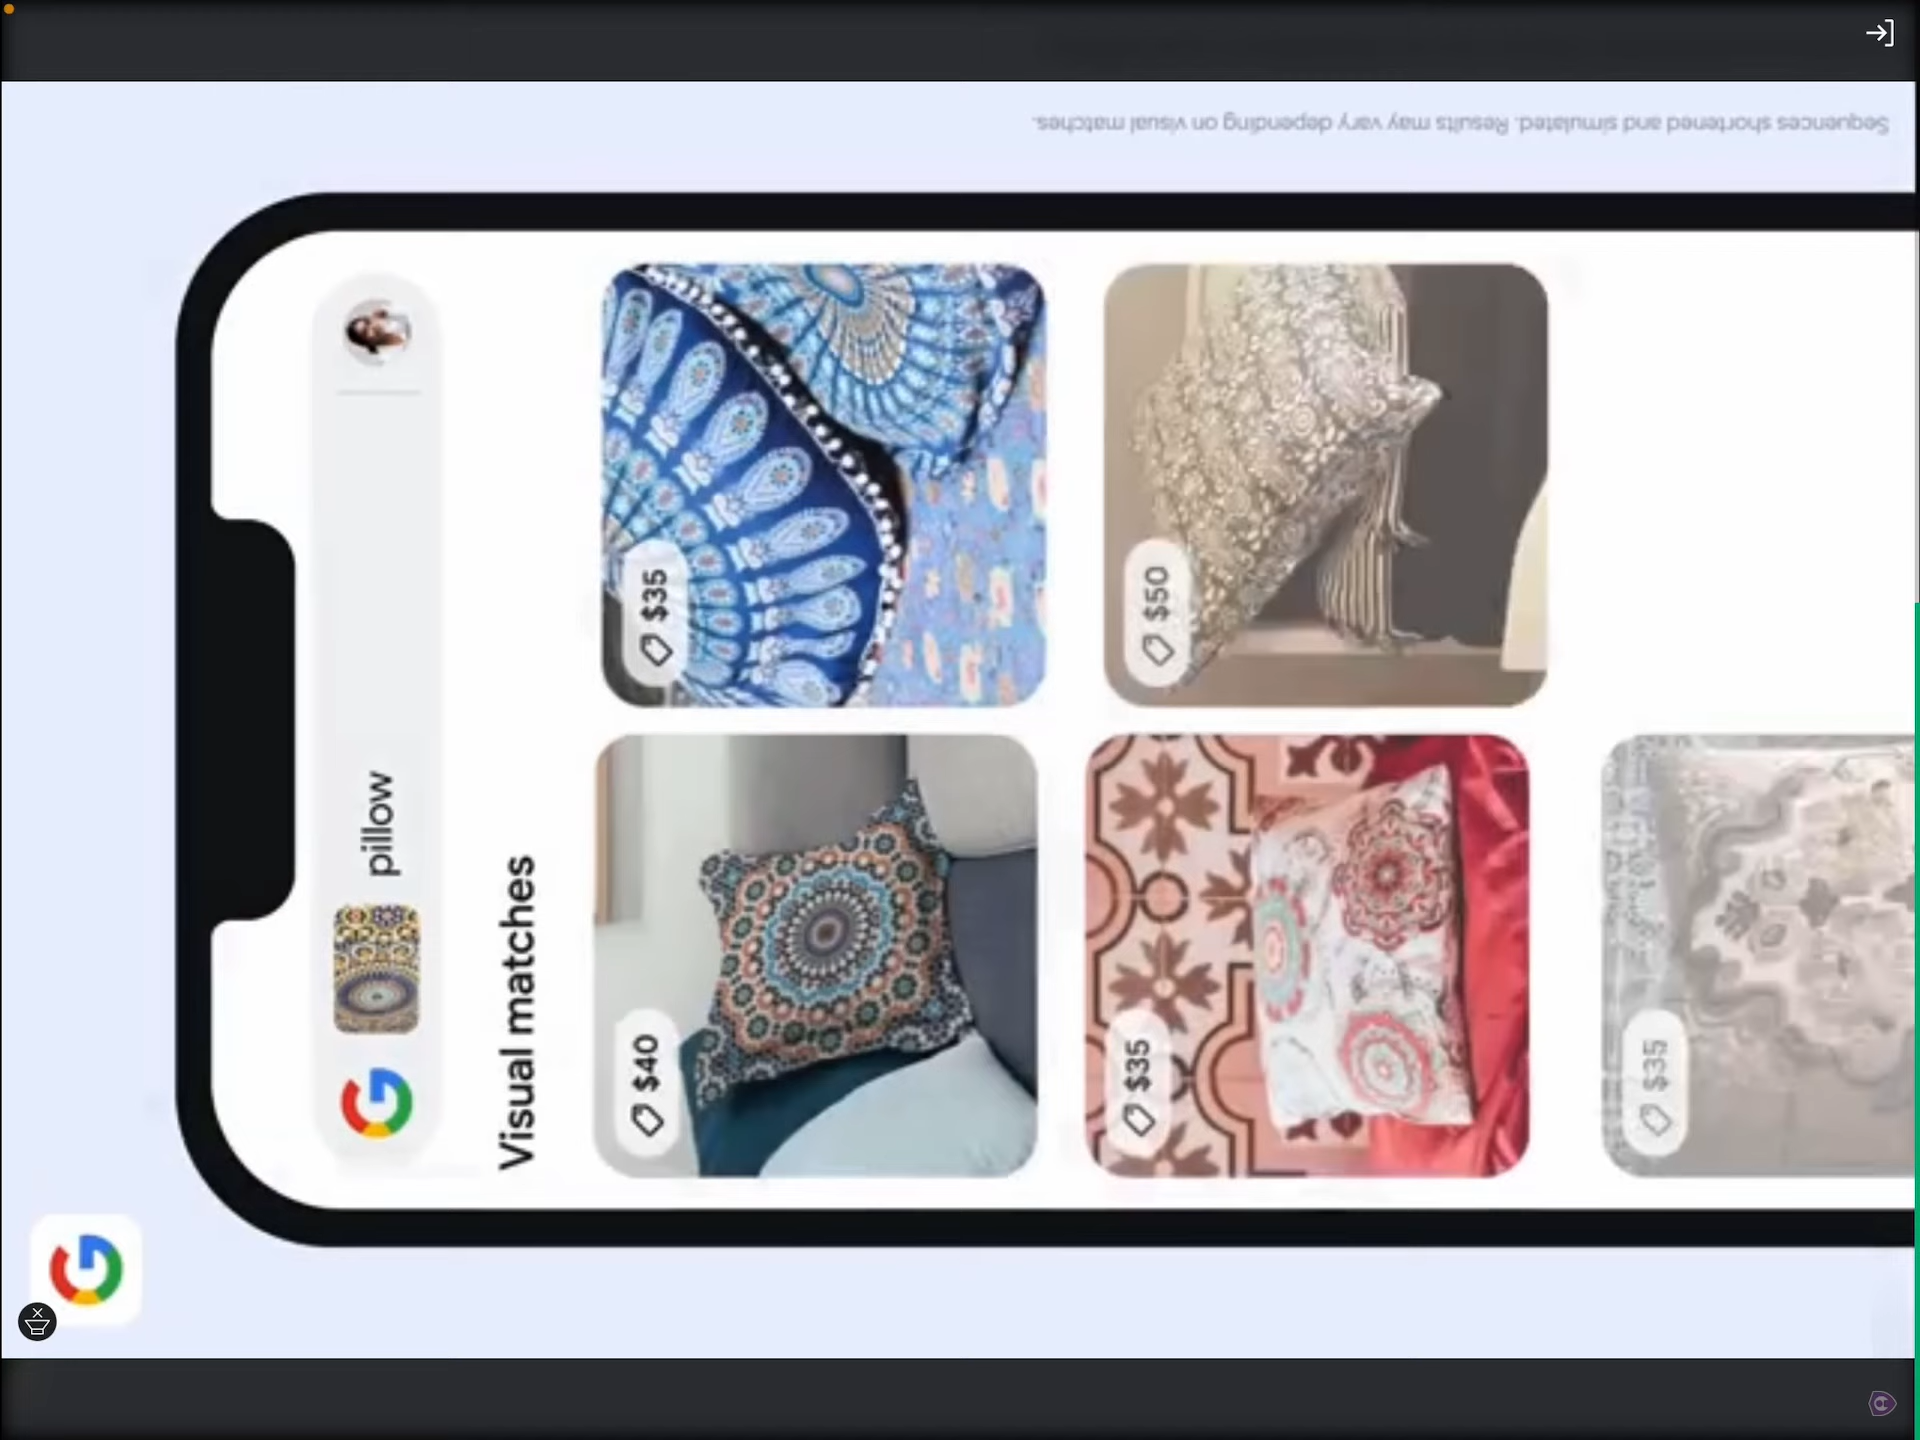 Sequences shortened and simulated. Results may vary depending on visual matches.
pillow
Visual matches
$40
$35
$35
$50
$35